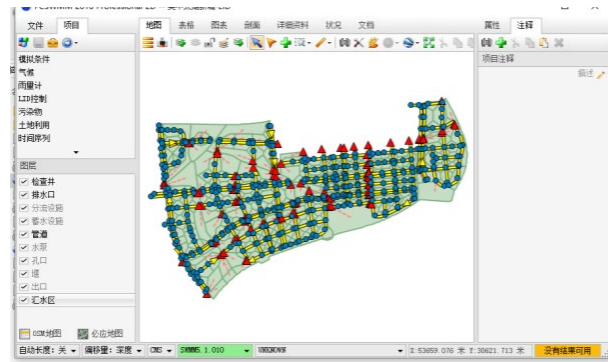 PCSWMM 2016 Professional 2D
文件 项目
地图 表格 图表 剖面 详细资料 状况 文档
属性 注释
模拟条件
气候
雨量计
LID控制
污染物
土地利用
时间序列
项目注释
描述
图层
检查井
排水口
分流设施
蓄水设施
管道
水泵
孔口
堰
出口
汇水区
OSM地图 必应地图
自动长度: 关 偏移量: 深度 CMS SWMM5.1.010 UNKNOWN X:53659.076 米 Y:30621.713 米 没有结果可用